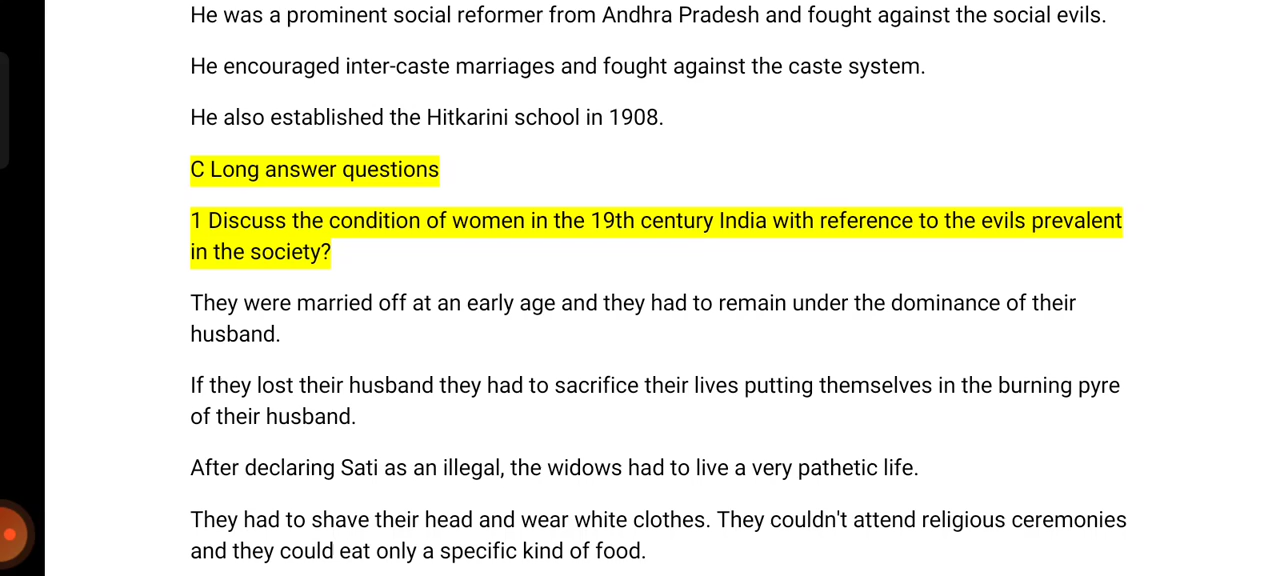 He was a prominent social reformer from Andhra Pradesh and fought against the social evils.
He encouraged inter-caste marriages and fought against the caste system.
He also established the Hitkarini school in 1908.
C Long answer questions
1 Discuss the condition of women in the 19th century India with reference to the evils prevalent
in the society?
They were married off at an early age and they had to remain under the dominance of their
husband.
If they lost their husband they had to sacrifice their lives putting themselves in the burning pyre
of their husband.
After declaring Sati as an illegal, the widows had to live a very pathetic life.
They had to shave their head and wear white clothes. They couldn't attend religious ceremonies
and they could eat only a specific kind of food.